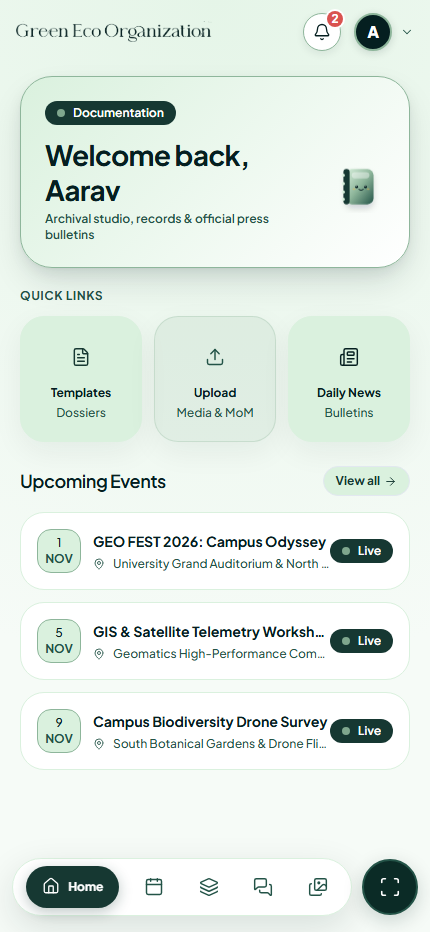 Green Eco Organization
2
A
Documentation
Welcome back,
Aarav
Archival studio, records & official press
bulletins
QUICK LINKS
Templates
Dossiers
Upload
Media & MoM
Daily News
Bulletins
Upcoming Events
View all →
1
NOV
GEO FEST 2026: Campus Odyssey
University Grand Auditorium & North ...
Live
5
NOV
GIS & Satellite Telemetry Worksh...
Geomatics High-Performance Com...
Live
9
NOV
Campus Biodiversity Drone Survey
South Botanical Gardens & Drone Fli...
Live
Home